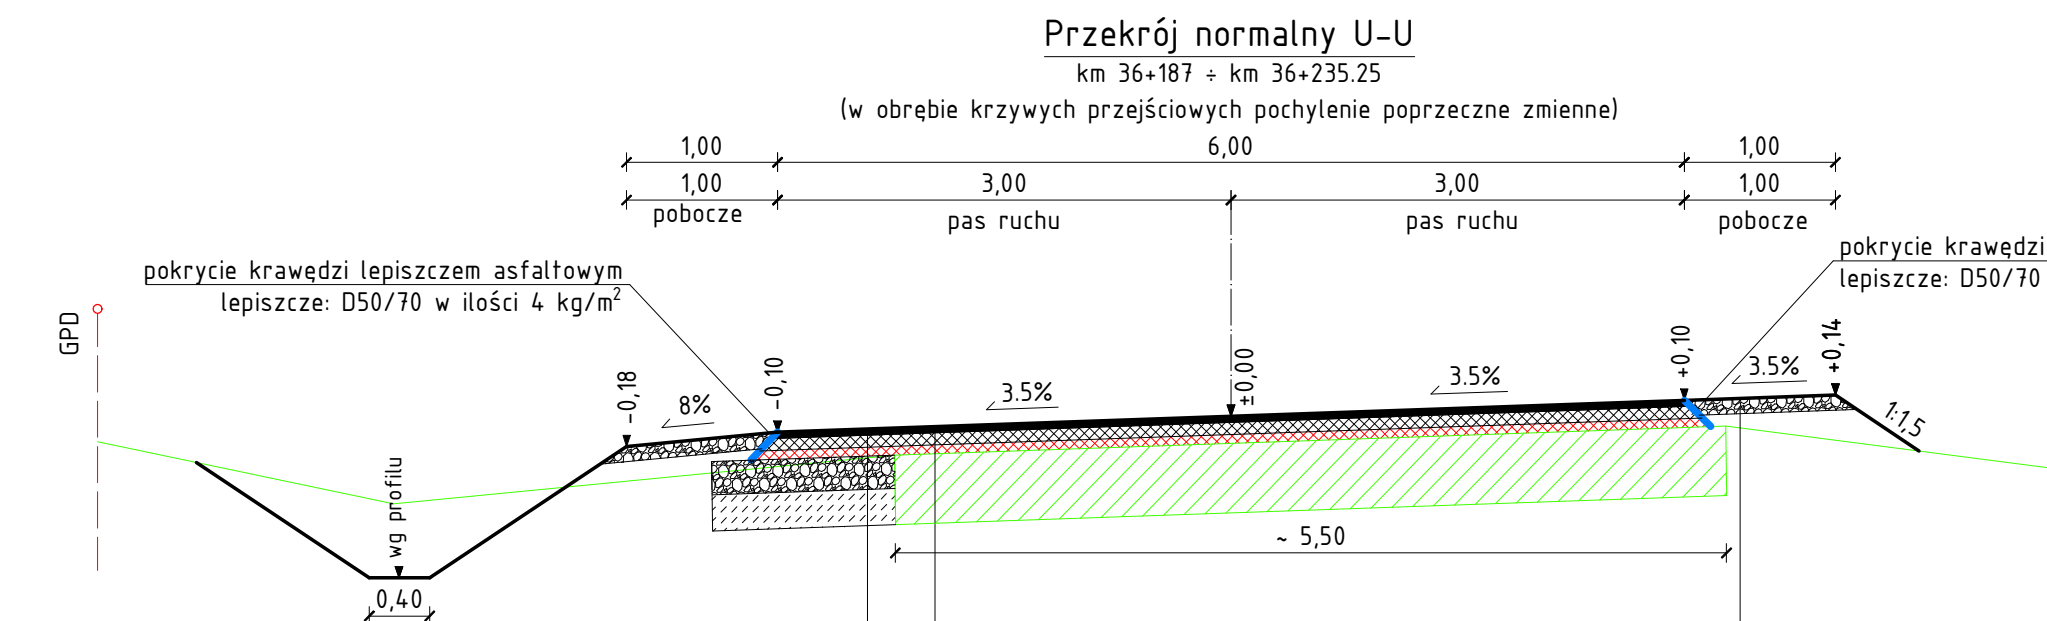 Przekrój normalny U-U
km 36+187 ÷ km 36+235.25
(w obrębie krzywych przejściowych pochylenie poprzeczne zmienne)
1,00 6,00 1,00
1,00 3,00 3,00 1,00
pobocze pas ruchu pas ruchu pobocze
pokrycie krawędzi lepiszczem asfaltowym
lepiszcze: D50/70 w ilości 4 kg/m²
pokrycie krawędzi
lepiszcze: D50/70
GPD
-0,18
8%
-0,10
3.5%
±0,00
3.5%
+0,10
3.5%
+0,14
1:1,5
wg profilu
~ 5,50
0,40